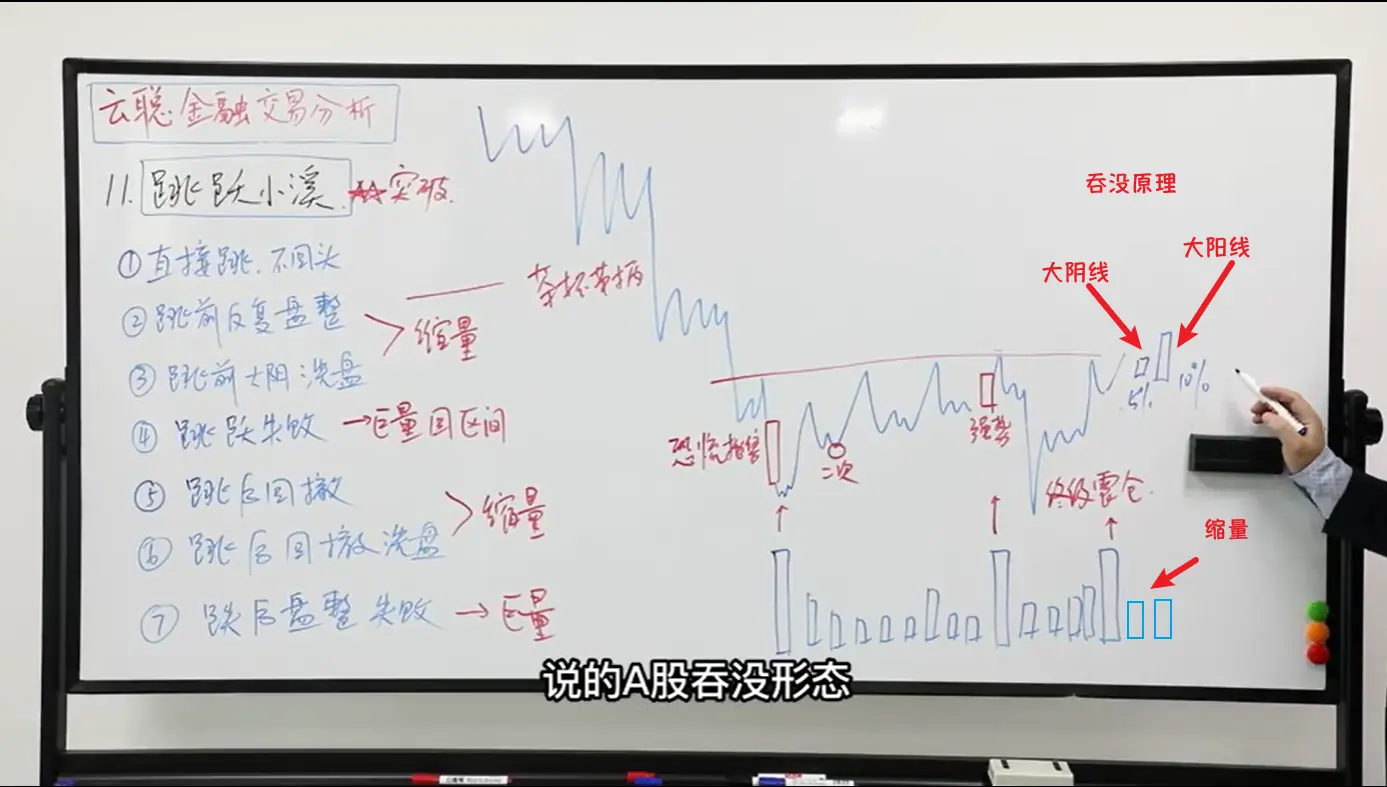 云聪金融交易分析
11. 跳跃小溪 突破.
①直接跳.不回头
②跳前反复盘整
③跳前大阴洗盘
缩量
④跳跃失败 →巨量回区间
⑤跳后回撤
⑥跳后回撤洗盘
缩量
⑦跌后盘整失败 →巨量
茶杯带柄
恐慌抛售
二次
强势
终级震仓.
吞没原理
大阴线
大阳线
5%
10%
缩量
说的A股吞没形态